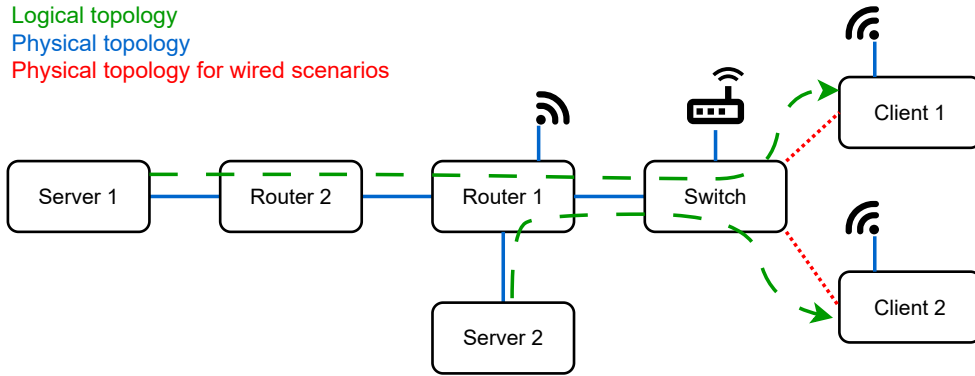 Logical topology
Physical topology
Physical topology for wired scenarios
Client 1
Server 1
Router 2
Router 1
Switch
Client 2
Server 2